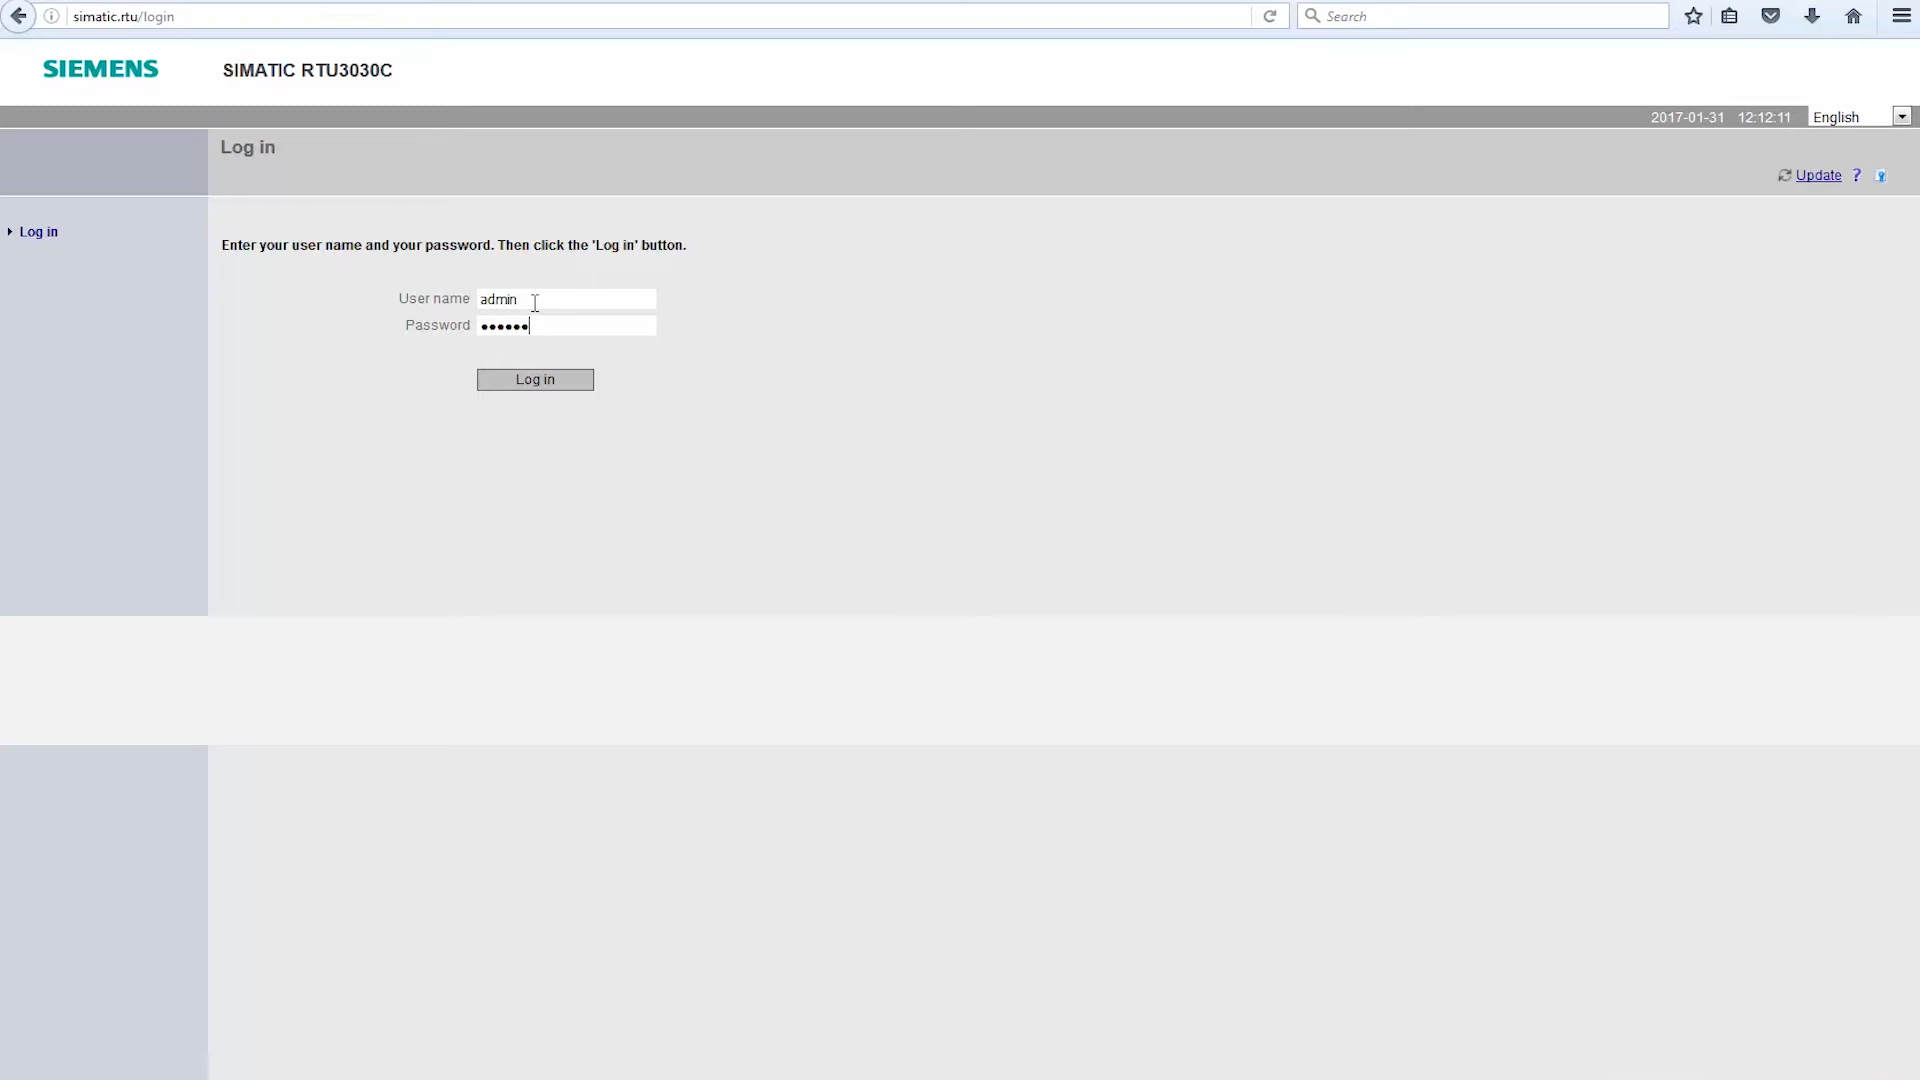 simatic.rtu/login
Search
SIEMENS
SIMATIC RTU3030C
2017-01-31 12:12:11 English
Log in
Update ?
Log in
Enter your user name and your password. Then click the 'Log in' button.
User name admin
Password ••••••
Log in